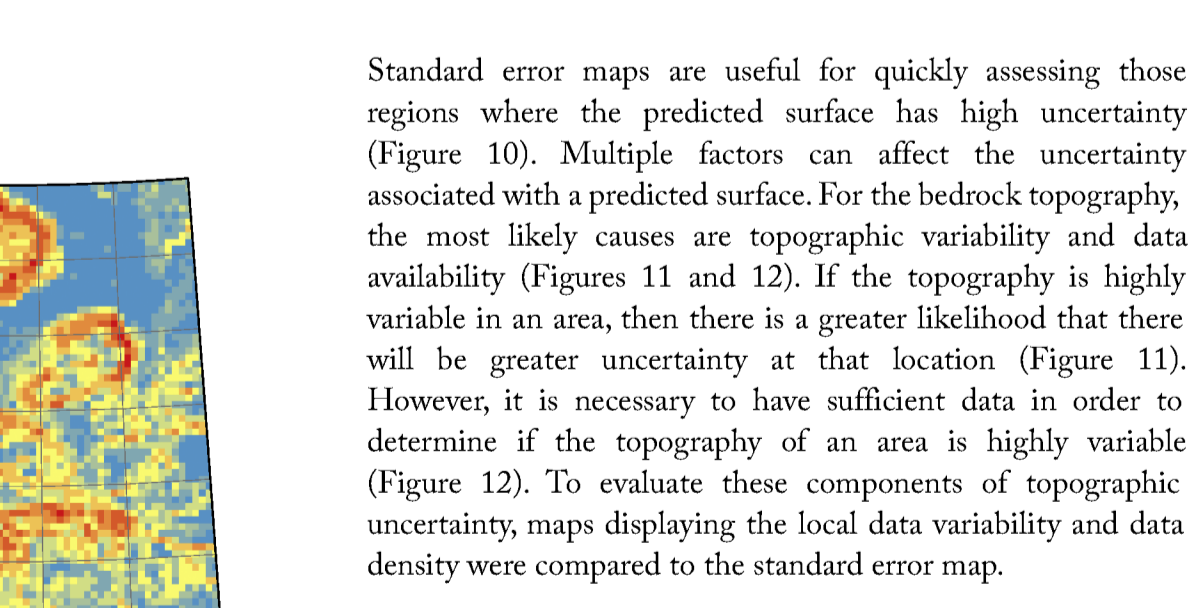 Standard error maps are useful for quickly assessing those
regions where the predicted surface has high uncertainty
(Figure 10). Multiple factors can affect the uncertainty
associated with a predicted surface. For the bedrock topography,
the most likely causes are topographic variability and data
availability (Figures 11 and 12). If the topography is highly
variable in an area, then there is a greater likelihood that there
will be greater uncertainty at that location (Figure 11).
However, it is necessary to have sufficient data in order to
determine if the topography of an area is highly variable
(Figure 12). To evaluate these components of topographic
uncertainty, maps displaying the local data variability and data
density were compared to the standard error map.